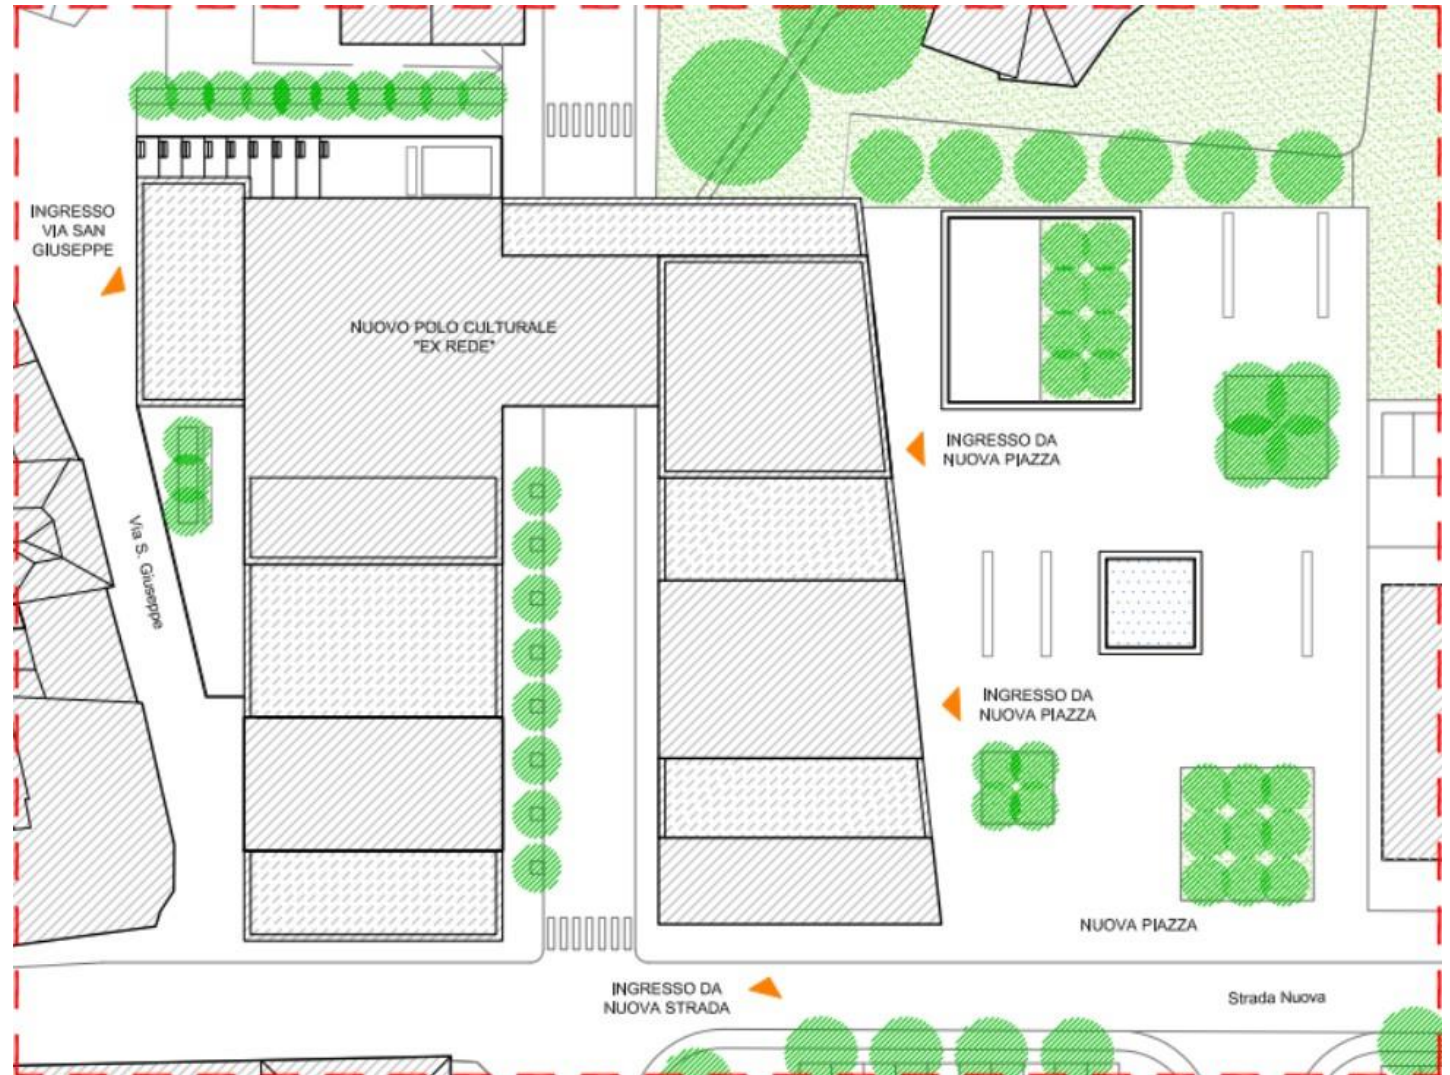 INGRESSO
VIA SAN
GIUSEPPE
NUOVO POLO CULTURALE
"EX REDE"
INGRESSO DA
NUOVA PIAZZA
Via S. Giuseppe
INGRESSO DA
NUOVA PIAZZA
NUOVA PIAZZA
INGRESSO DA
NUOVA STRADA
Strada Nuova